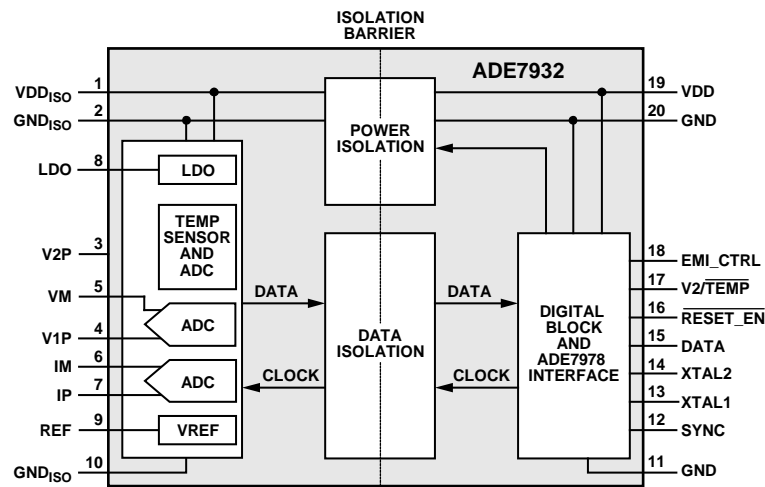 ISOLATION
BARRIER
ADE7932
VDDISO
1
GNDISO
2
LDO
8
V2P
3
VM
5
V1P
4
IM
6
IP
7
REF
9
GNDISO
10
LDO
TEMP
SENSOR
AND
ADC
ADC
ADC
VREF
POWER
ISOLATION
DATA
CLOCK
DATA
ISOLATION
DATA
CLOCK
DIGITAL
BLOCK
AND
ADE7978
INTERFACE
19
VDD
20
GND
18
EMI_CTRL
17
V2/TEMP
16
RESET_EN
15
DATA
14
XTAL2
13
XTAL1
12
SYNC
11
GND